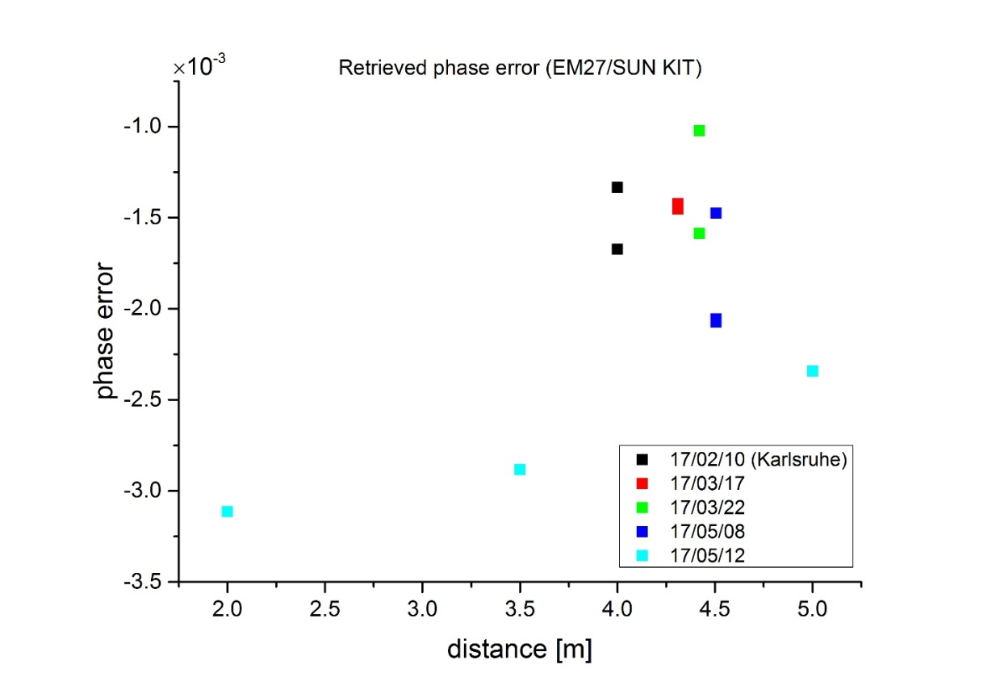 ×10-3
Retrieved phase error (EM27/SUN KIT)
-1.0
-1.5
-2.0
-2.5
-3.0
-3.5
phase error
17/02/10 (Karlsruhe)
17/03/17
17/03/22
17/05/08
17/05/12
2.0 2.5 3.0 3.5 4.0 4.5 5.0
distance [m]